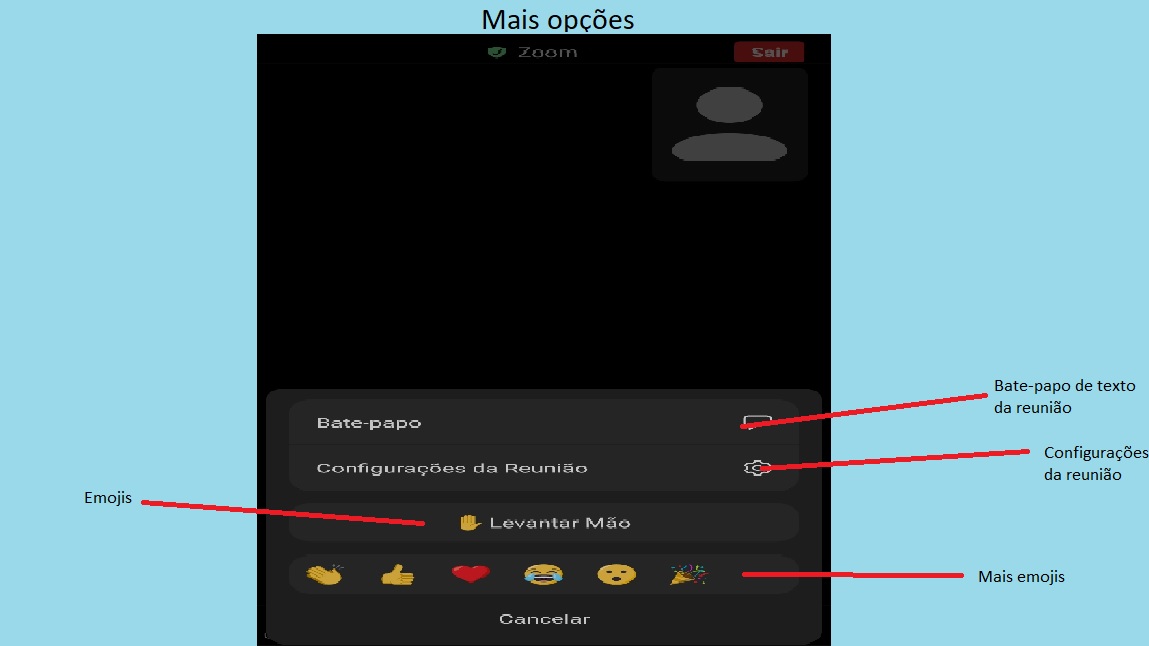 Mais opções
Zoom
Sair
Bate-papo de texto
da reunião
Bate-papo
Configurações
da reunião
Configurações da Reunião
Emojis
Levantar Mão
Mais emojis
Cancelar